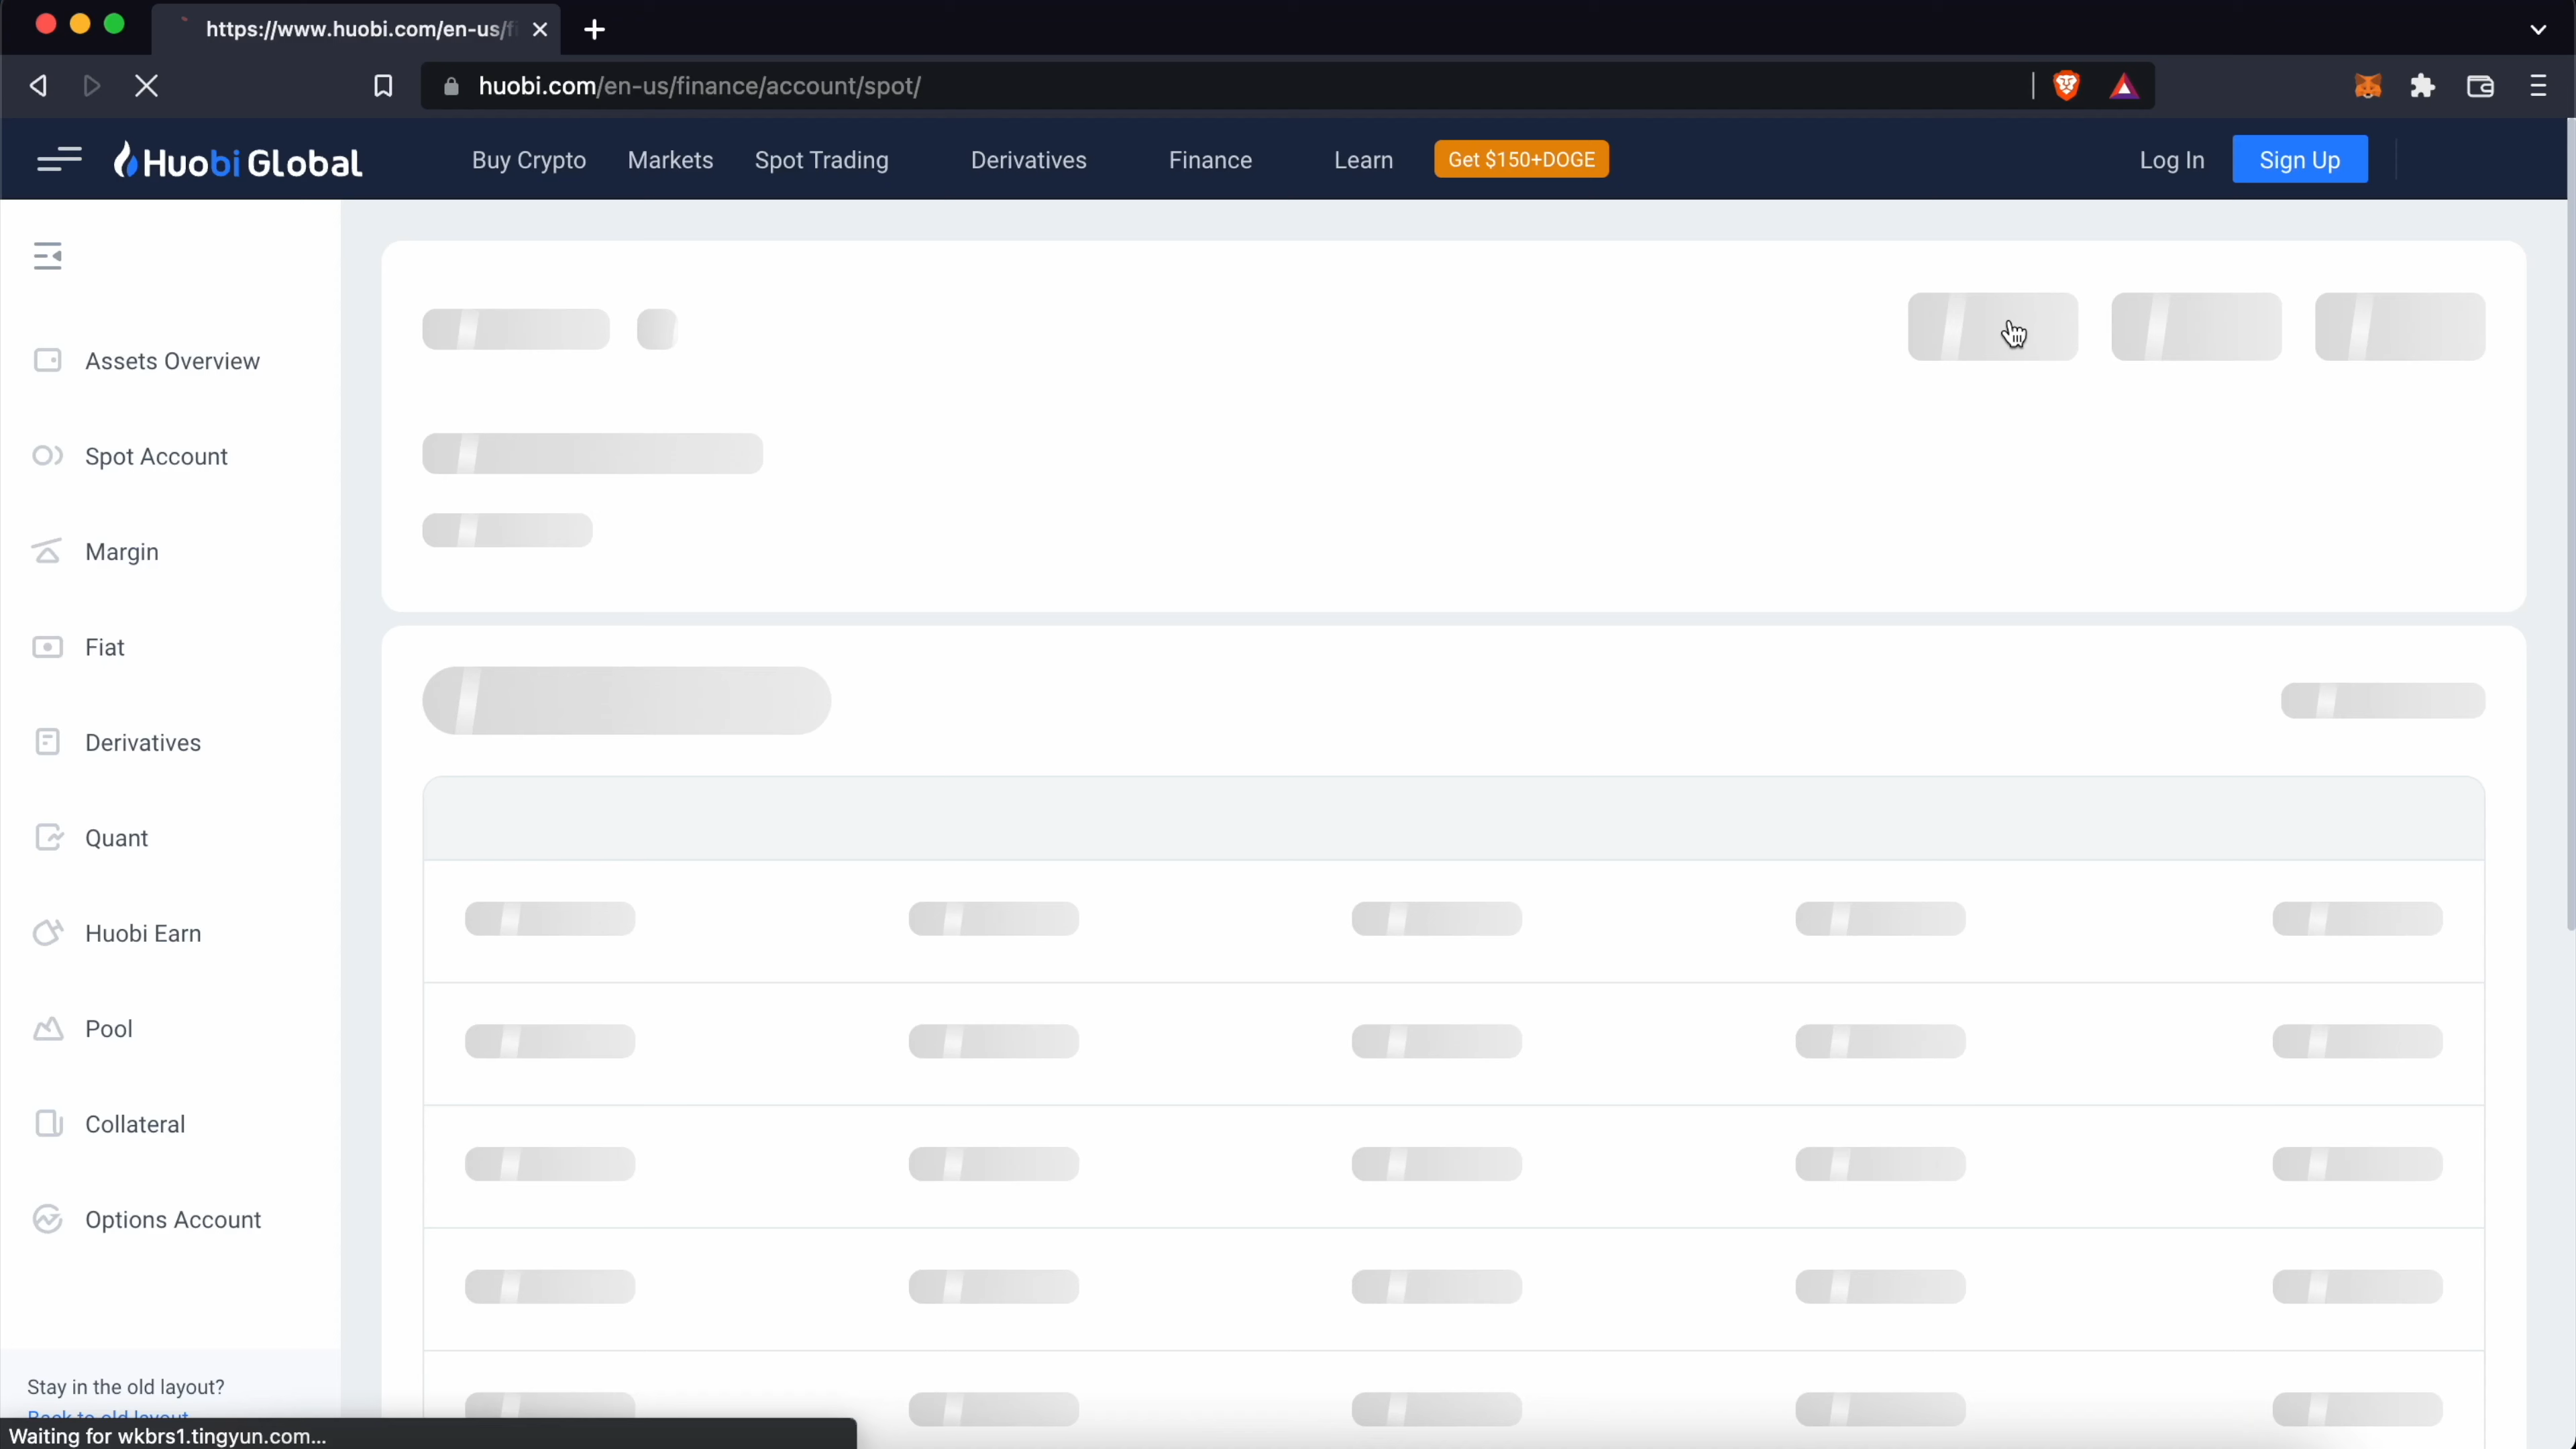 https://www.huobi.com/en-us/f
huobi.com/en-us/finance/account/spot/
Huobi Global
Buy Crypto Markets Spot Trading Derivatives Finance Learn Get $150+DOGE Log In Sign Up
Assets Overview
Spot Account
Margin
Fiat
Derivatives
Quant
Huobi Earn
Pool
Collateral
Options Account
Stay in the old layout?
Back to old layout
Waiting for wkbrs1.tingyun.com...